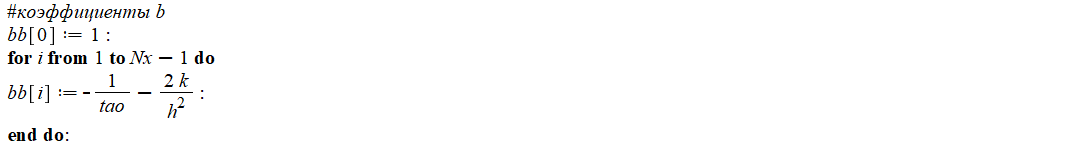 #коэффициенты b
bb[0] := 1 :
for i from 1 to Nx − 1 do
bb[i] := - 1/tao − 2 k/h^2 :
end do: